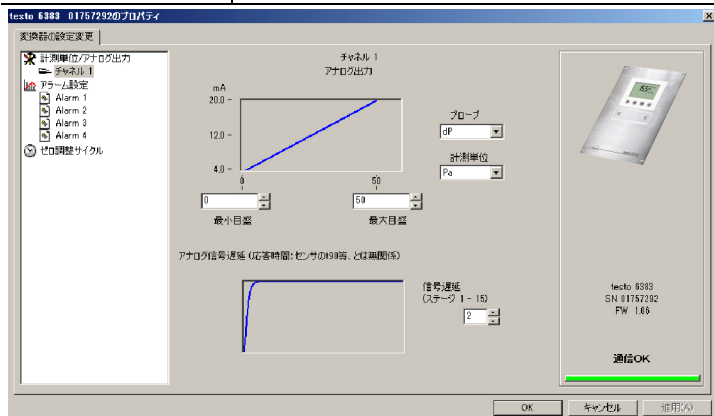 testo 6383 01757292のプロパティ
変換器の設定変更
計測単位/アナログ出力
チャネル 1
アラーム設定
Alarm 1
Alarm 2
Alarm 3
Alarm 4
ゼロ調整サイクル
チャネル 1
アナログ出力
mA
20.0
12.0
4.0
0
50
0
50
最小目盛
最大目盛
プローブ
dP
計測単位
Pa
アナログ信号遅延 (応答時間; センサのt90等、とは無関係)
信号遅延
(ステージ 1 - 15)
2
testo 6383
SN 01757292
FW 1.06
通信OK
OK
キャンセル
適用(A)